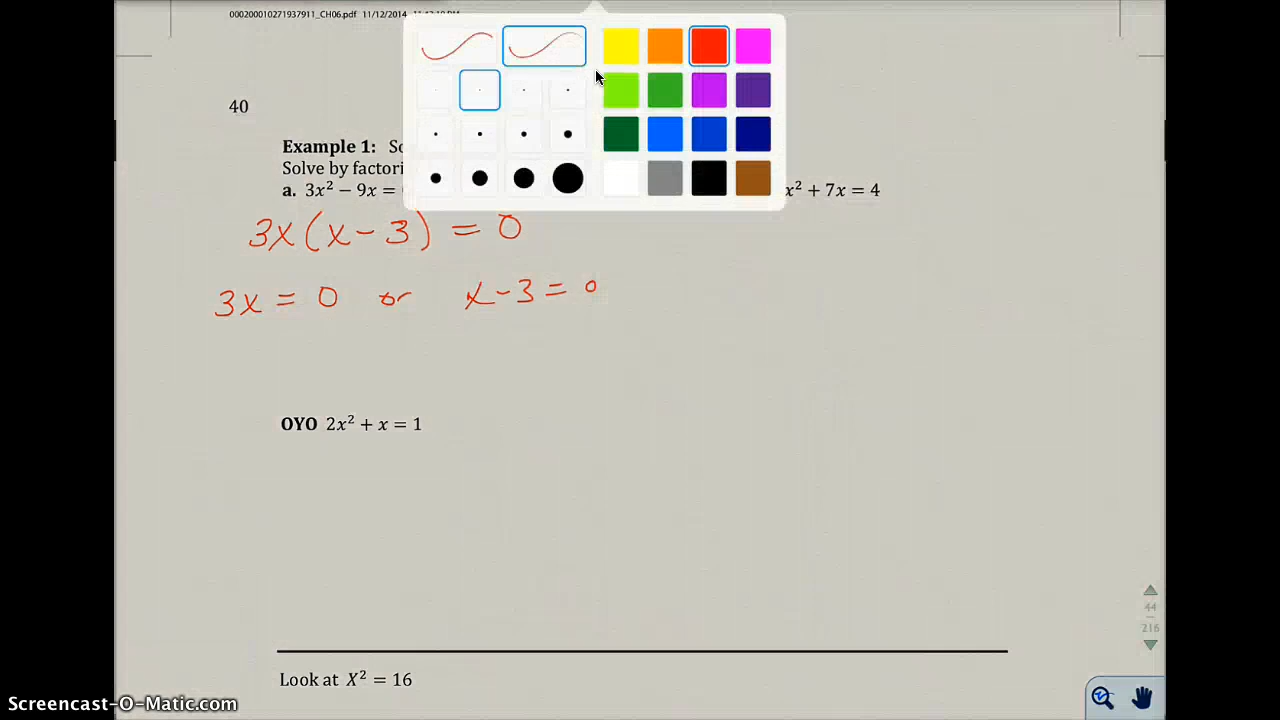 000200010271937911_CH06.pdf 11/12/2014
40
Example 1:
Solve by factori
a. 3x² − 9x = x² + 7x = 4
3x(x - 3) = 0
3x = 0 or x - 3 = 0
OYO 2x² + x = 1
44
216
Look at X² = 16
Screencast-O-Matic.com